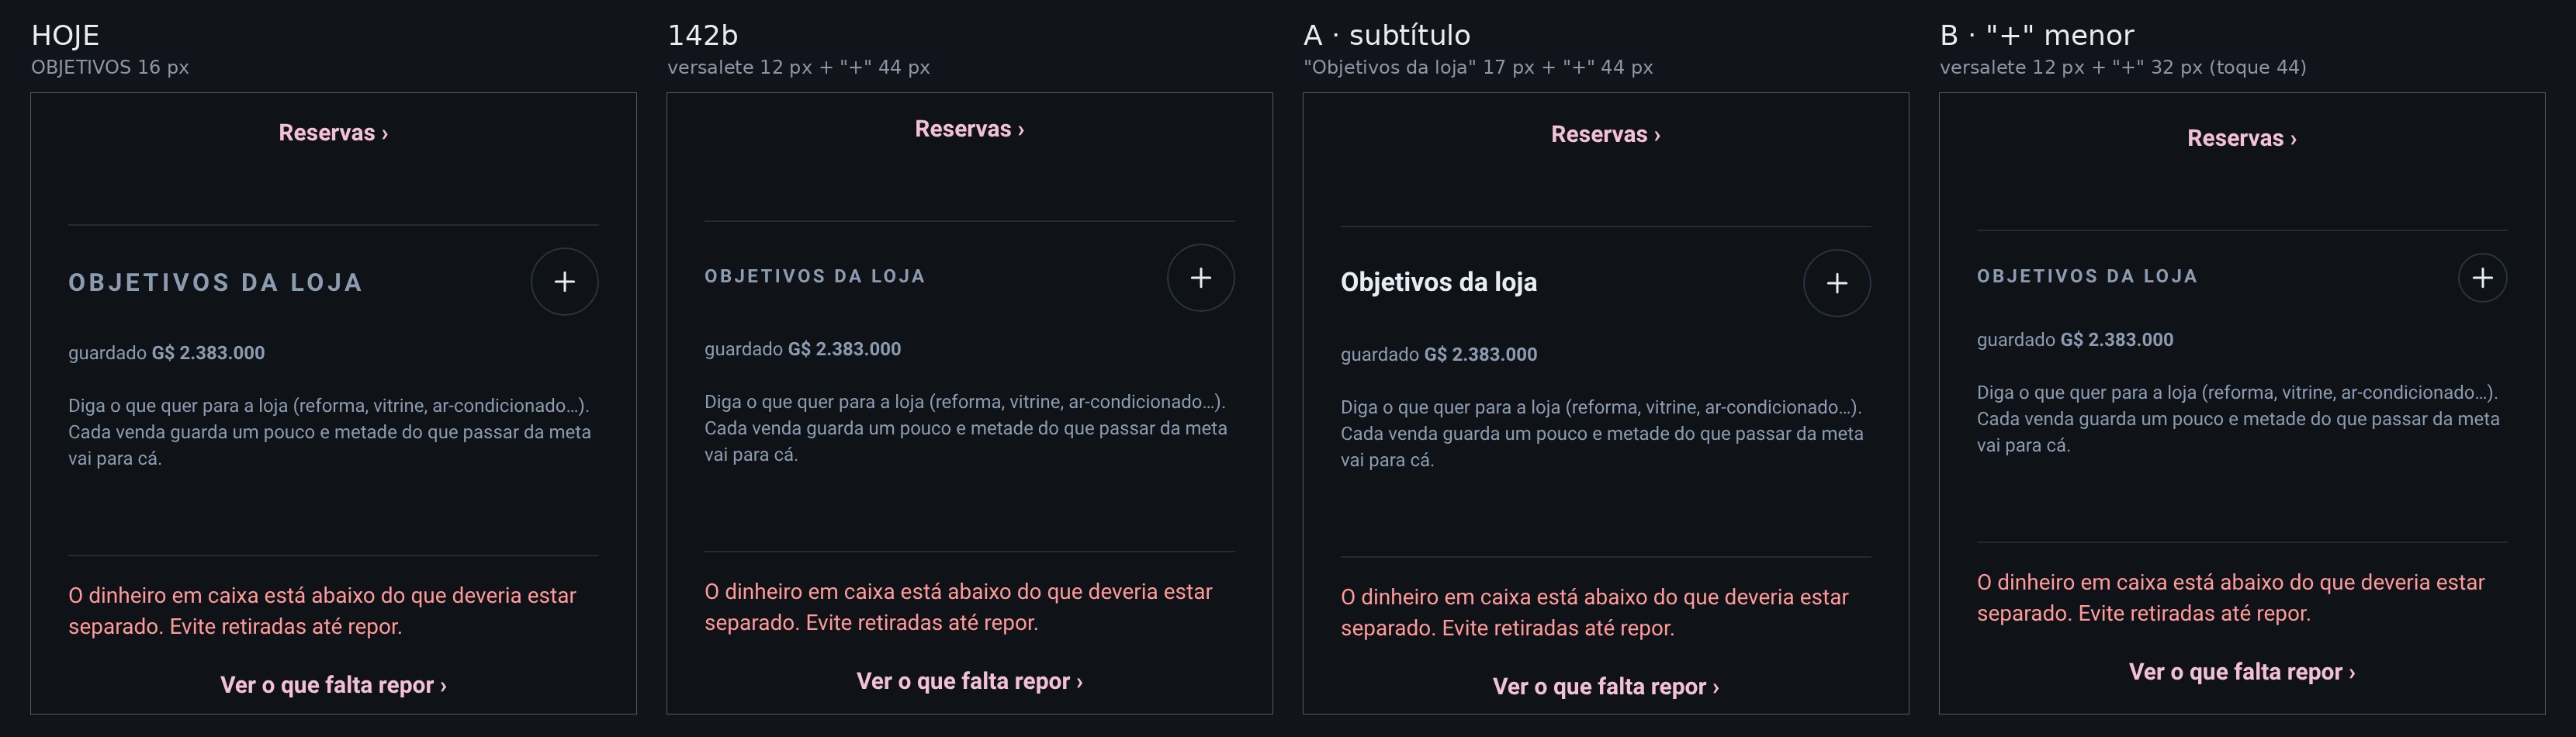 HOJE
OBJETIVOS 16 px
Reservas ›
OBJETIVOS DA LOJA
+
guardado G$ 2.383.000
Diga o que quer para a loja (reforma, vitrine, ar-condicionado…).
Cada venda guarda um pouco e metade do que passar da meta
vai para cá.
O dinheiro em caixa está abaixo do que deveria estar
separado. Evite retiradas até repor.
Ver o que falta repor ›
142b
versalete 12 px + "+" 44 px
Reservas ›
OBJETIVOS DA LOJA
+
guardado G$ 2.383.000
Diga o que quer para a loja (reforma, vitrine, ar-condicionado…).
Cada venda guarda um pouco e metade do que passar da meta
vai para cá.
O dinheiro em caixa está abaixo do que deveria estar
separado. Evite retiradas até repor.
Ver o que falta repor ›
A · subtítulo
"Objetivos da loja" 17 px + "+" 44 px
Reservas ›
Objetivos da loja
+
guardado G$ 2.383.000
Diga o que quer para a loja (reforma, vitrine, ar-condicionado…).
Cada venda guarda um pouco e metade do que passar da meta
vai para cá.
O dinheiro em caixa está abaixo do que deveria estar
separado. Evite retiradas até repor.
Ver o que falta repor ›
B · "+" menor
versalete 12 px + "+" 32 px (toque 44)
Reservas ›
OBJETIVOS DA LOJA
+
guardado G$ 2.383.000
Diga o que quer para a loja (reforma, vitrine, ar-condicionado…).
Cada venda guarda um pouco e metade do que passar da meta
vai para cá.
O dinheiro em caixa está abaixo do que deveria estar
separado. Evite retiradas até repor.
Ver o que falta repor ›